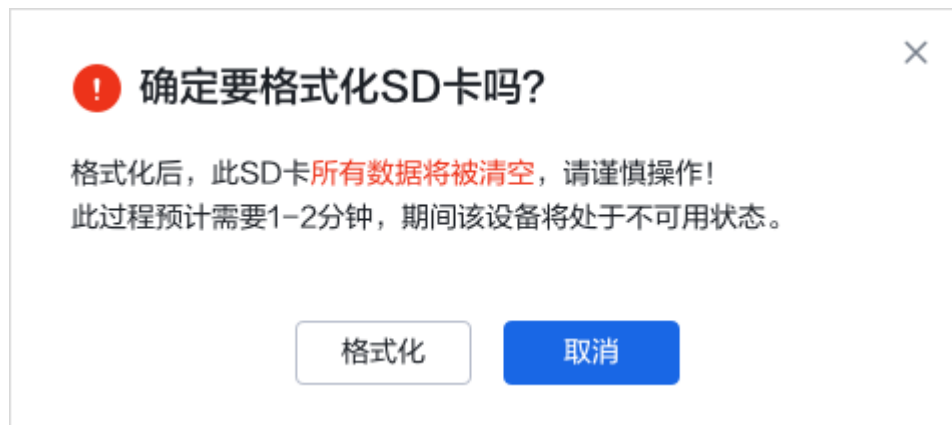 确定要格式化SD卡吗?
格式化后，此SD卡所有数据将被清空，请谨慎操作!
此过程预计需要1-2分钟，期间该设备将处于不可用状态。
格式化
取消